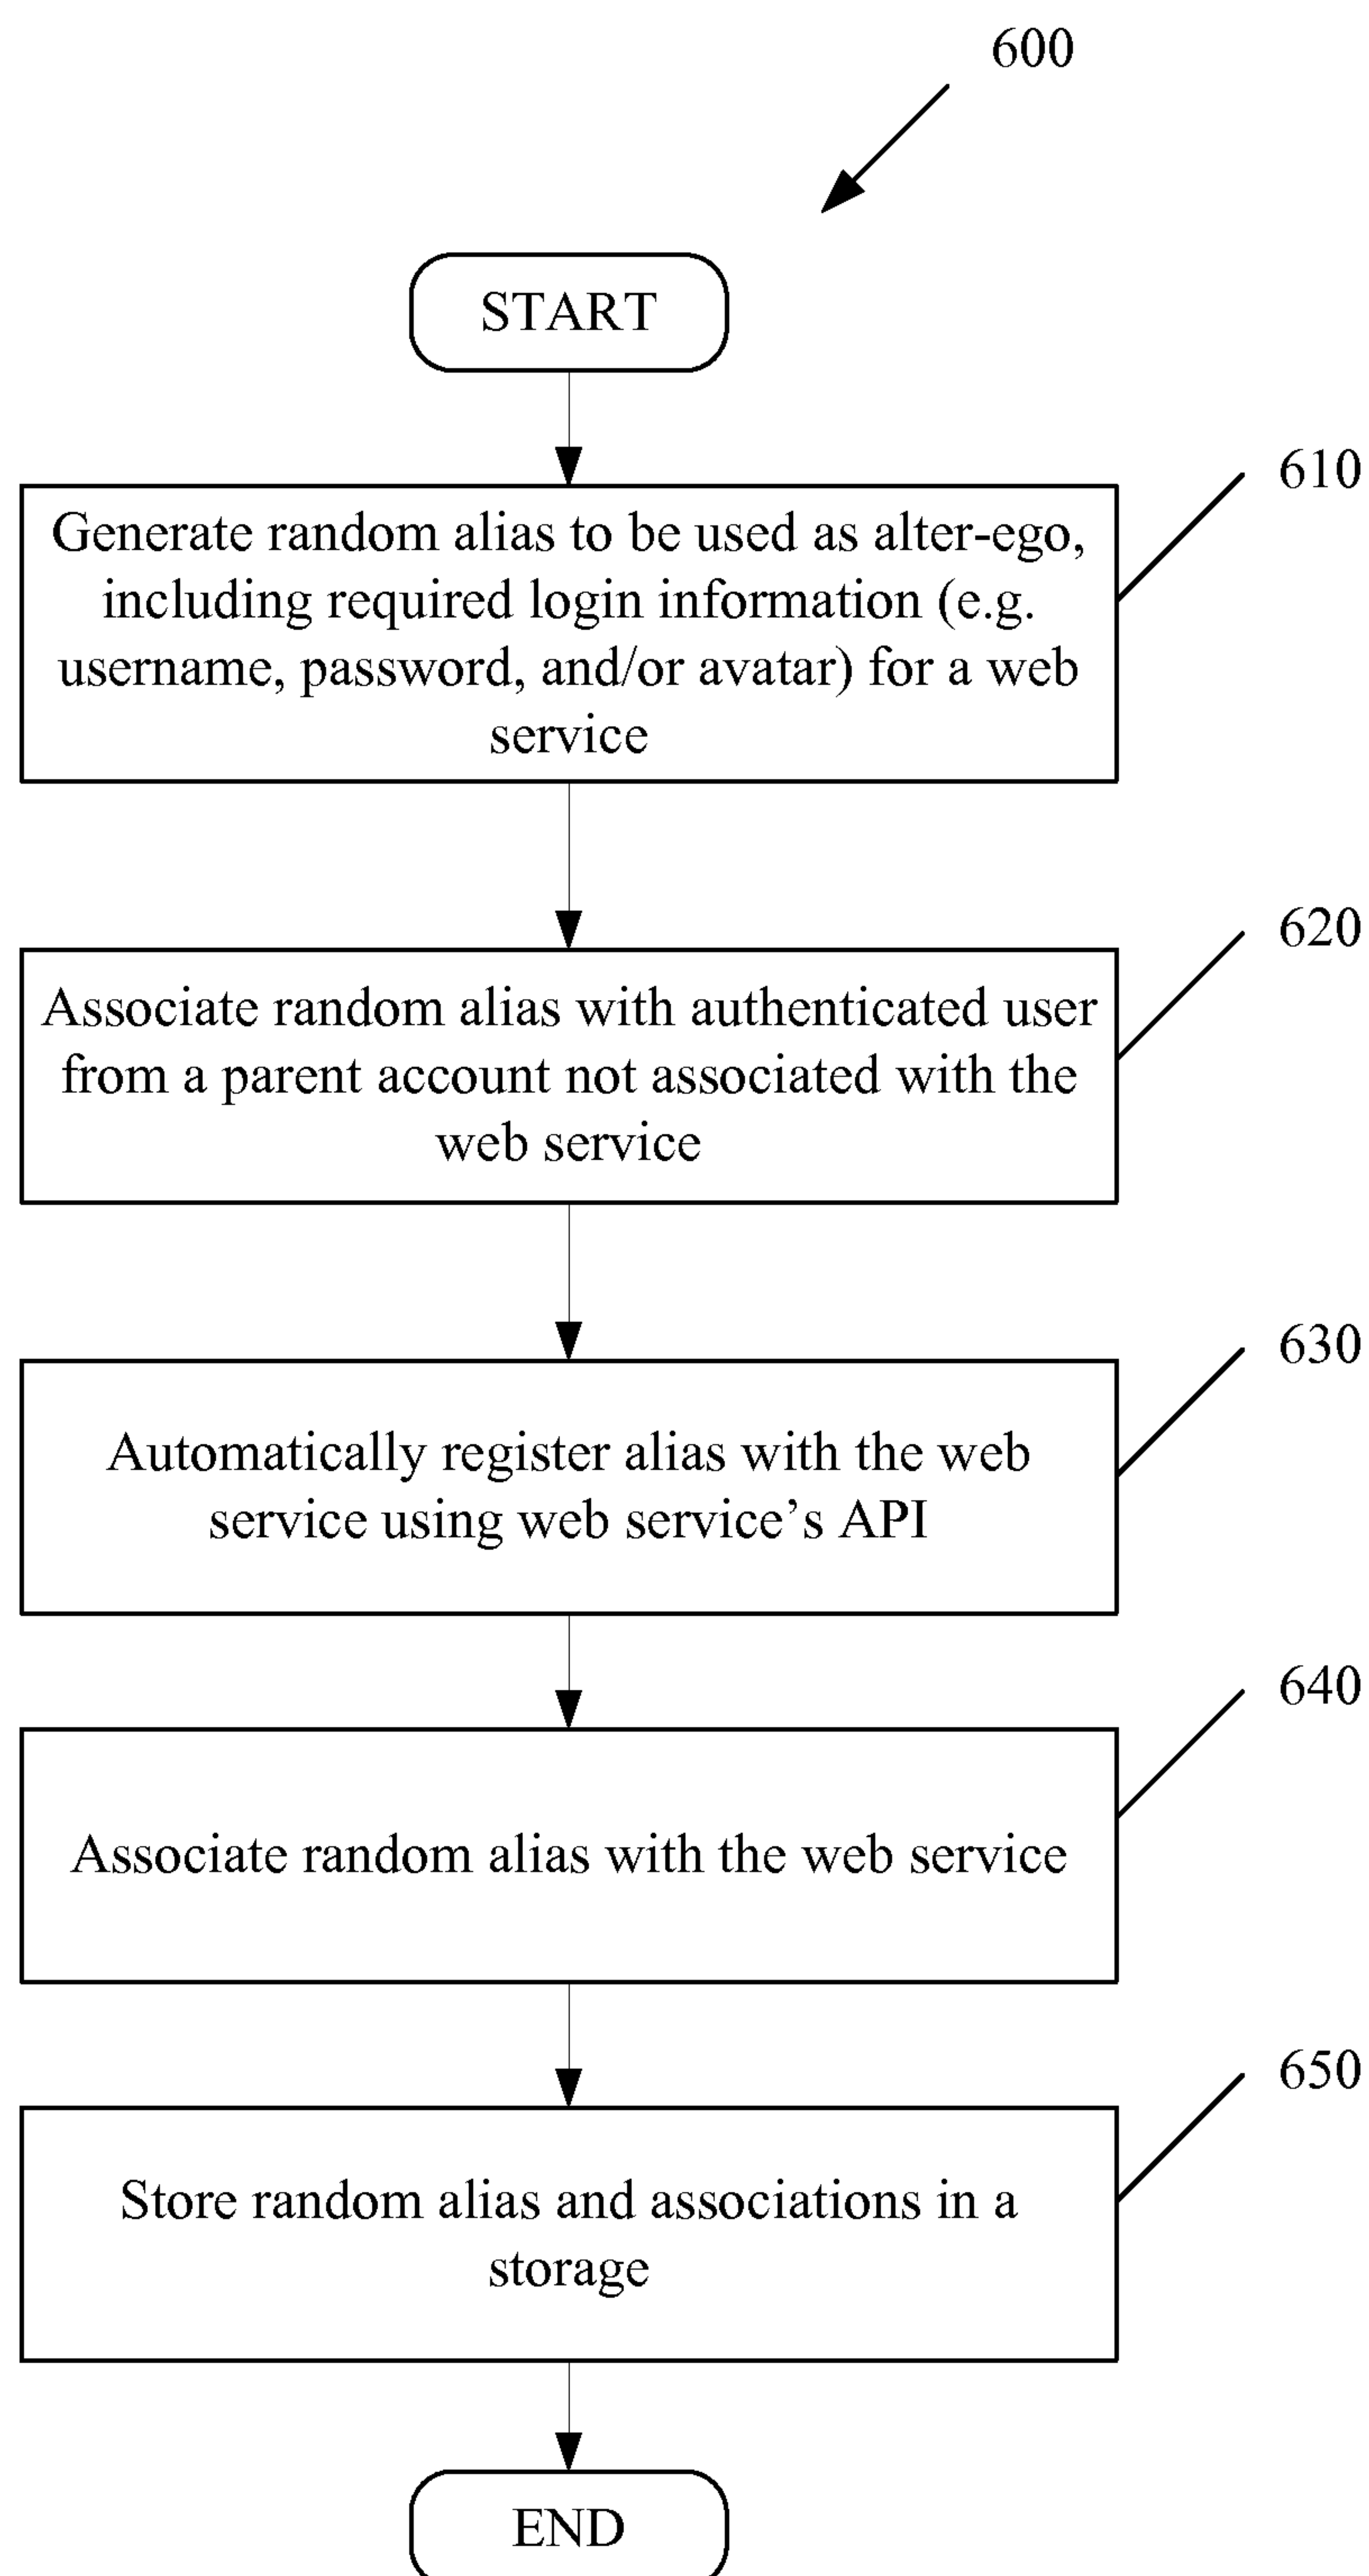 600
START
610
Generate random alias to be used as alter-ego,
including required login information (e.g.
username, password, and/or avatar) for a web
service
620
Associate random alias with authenticated user
from a parent account not associated with the
web service
630
Automatically register alias with the web
service using web service’s API
640
Associate random alias with the web service
650
Store random alias and associations in a
storage
END